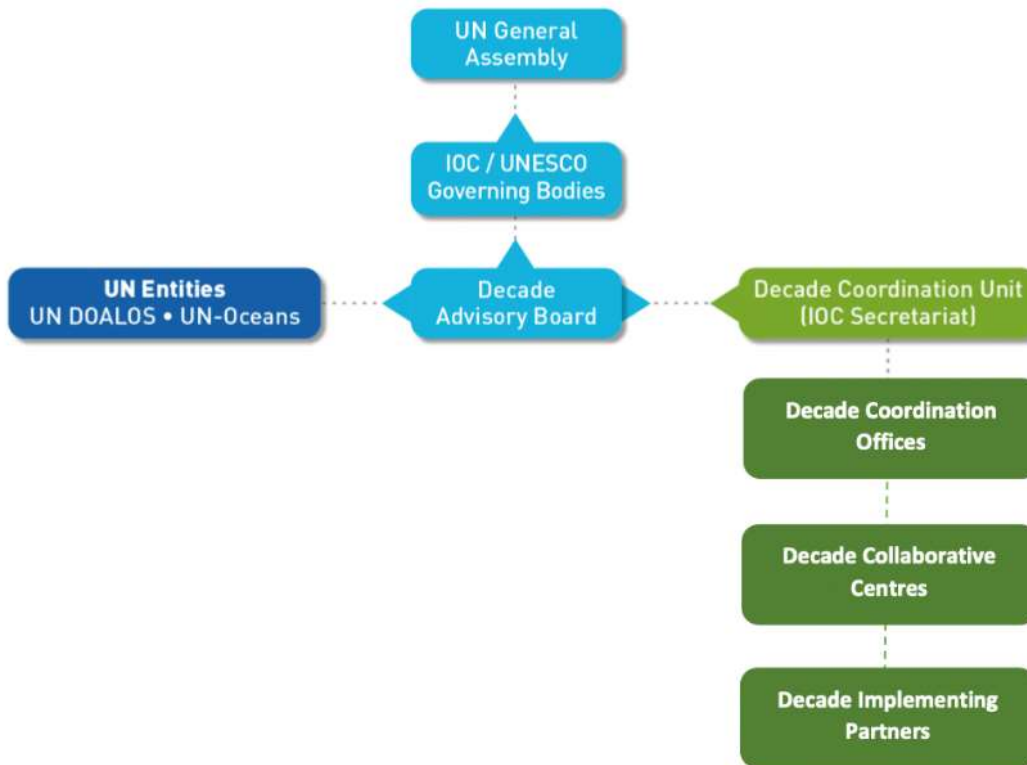 UN General
Assembly
IOC / UNESCO
Governing Bodies
UN Entities
UN DOALOS • UN-Oceans
Decade
Advisory Board
Decade Coordination Unit
(IOC Secretariat)
Decade Coordination
Offices
Decade Collaborative
Centres
Decade Implementing
Partners